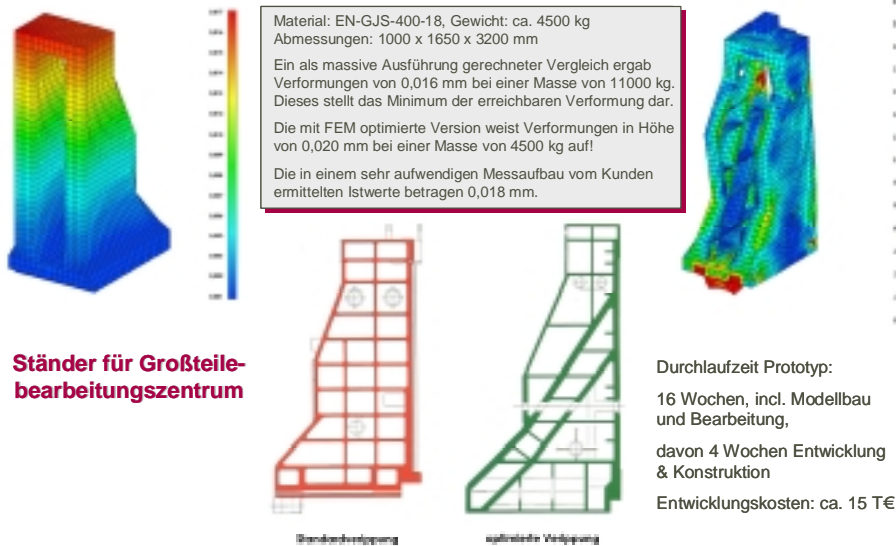 Material: EN-GJS-400-18, Gewicht: ca. 4500 kg
Abmessungen: 1000 x 1650 x 3200 mm
Ein als massive Ausführung gerechneter Vergleich ergab
Verformungen von 0,016 mm bei einer Masse von 11000 kg.
Dieses stellt das Minimum der erreichbaren Verformung dar.
Die mit FEM optimierte Version weist Verformungen in Höhe
von 0,020 mm bei einer Masse von 4500 kg auf!
Die in einem sehr aufwendigen Messaufbau vom Kunden
ermittelten Istwerte betragen 0,018 mm.
Ständer für Großteile-
bearbeitungszentrum
Durchlaufzeit Prototyp:
16 Wochen, incl. Modellbau
und Bearbeitung,
davon 4 Wochen Entwicklung
& Konstruktion
Entwicklungskosten: ca. 15 T€
Standardverrippung
optimierte Verrippung